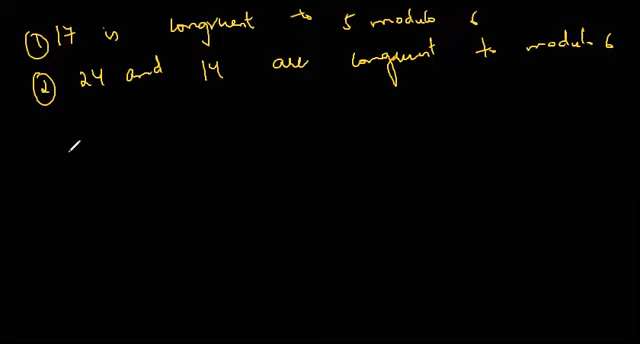 ① 17 is congruent to 5 modulo 6
② 24 and 14 are congruent to modulo 6